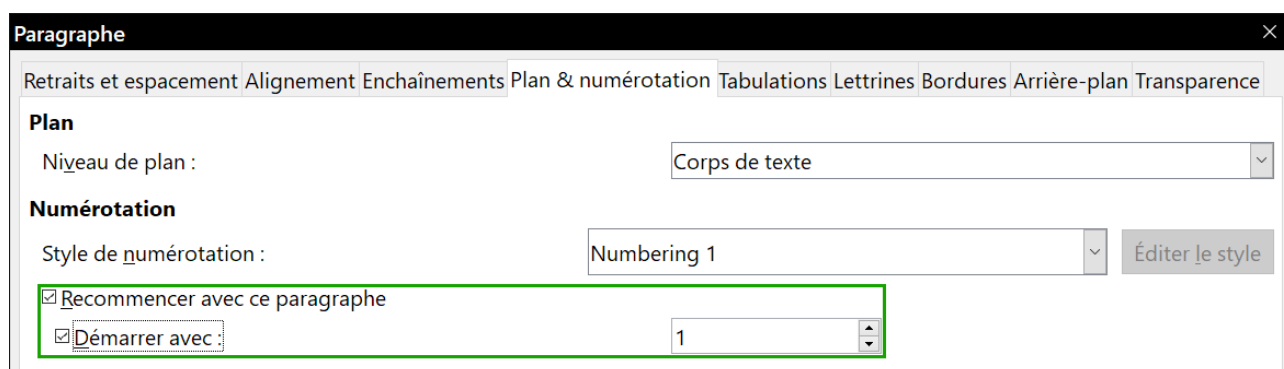 Paragraphe
Retraits et espacement Alignement Enchaînements Plan & numérotation Tabulations Lettrines Bordures Arrière-plan Transparence
Plan
Niveau de plan : Corps de texte
Numérotation
Style de numérotation : Numbering 1 Éditer le style
Recommencer avec ce paragraphe
Démarrer avec : 1